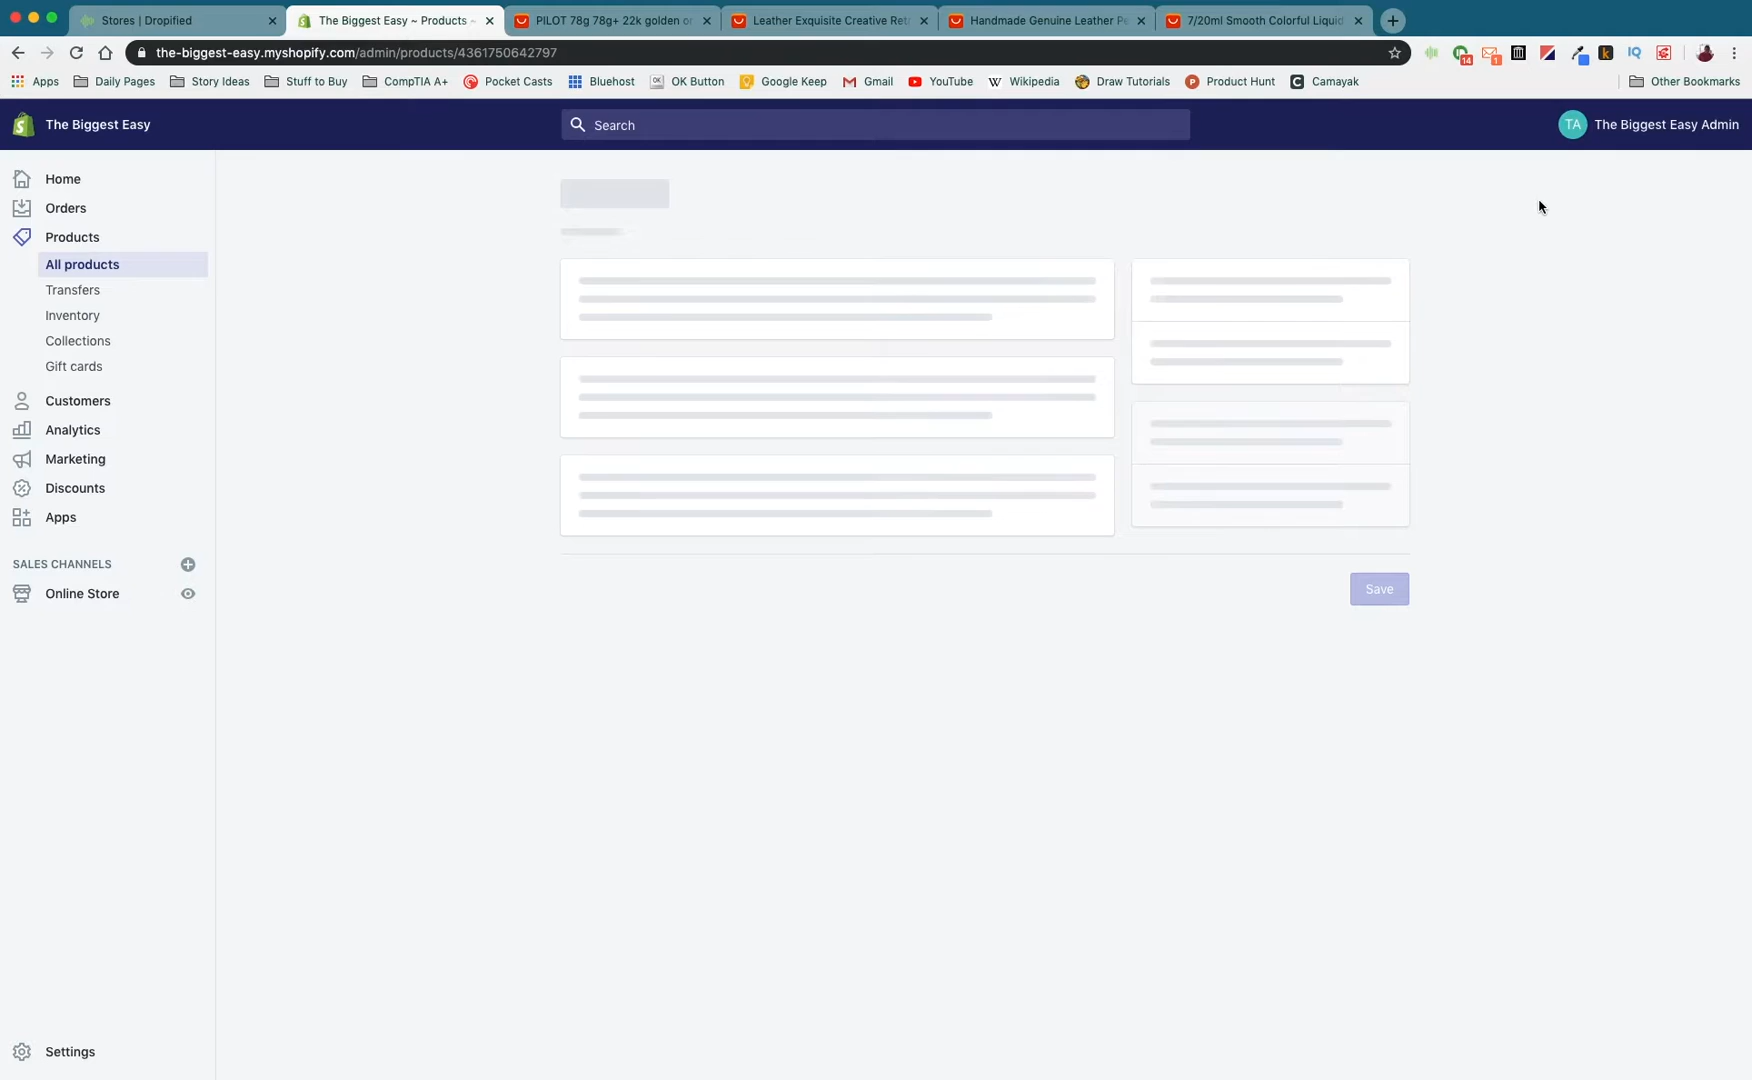 Stores | Dropified
The Biggest Easy ~ Products ~
PILOT 78g 78g+ 22k golden or
Leather Exquisite Creative Retr
Handmade Genuine Leather Pe
7/20ml Smooth Colorful Liquid
the-biggest-easy.myshopify.com/admin/products/4361750642797
14
1
Apps
Daily Pages
Story Ideas
Stuff to Buy
CompTIA A+
Pocket Casts
Bluehost
OK Button
Google Keep
Gmail
YouTube
Wikipedia
Draw Tutorials
Product Hunt
Camayak
Other Bookmarks
The Biggest Easy
Search
TA
The Biggest Easy Admin
Home
Orders
Products
All products
Transfers
Inventory
Collections
Gift cards
Customers
Analytics
Marketing
Discounts
Apps
SALES CHANNELS
Online Store
Save
Settings